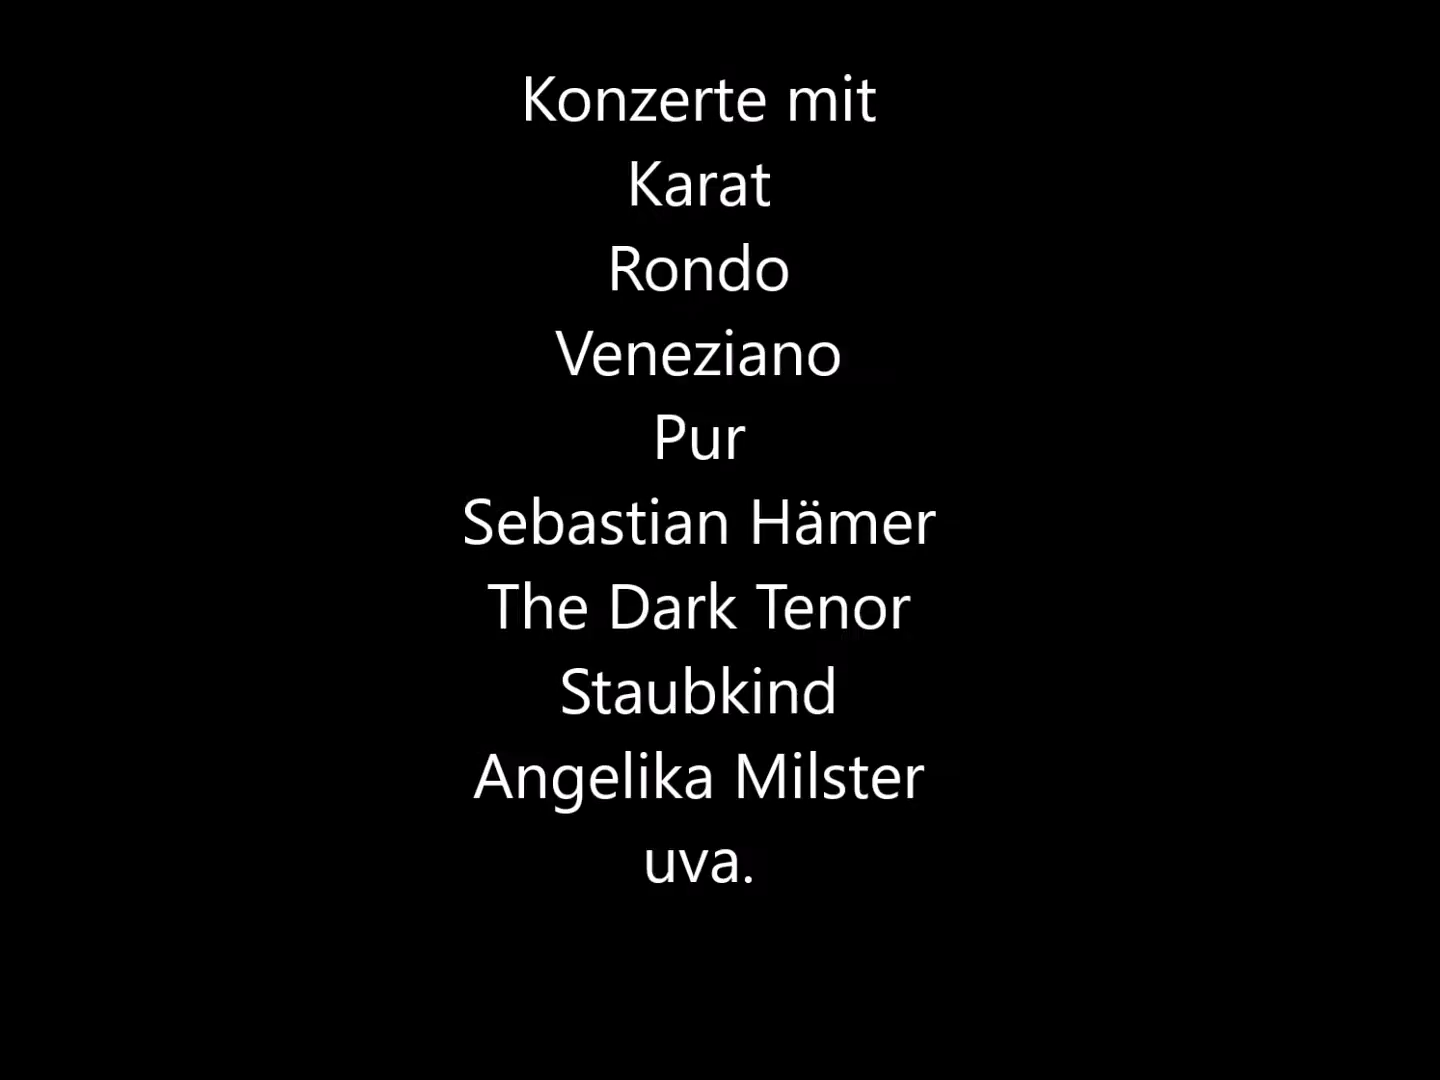 Konzerte mit
Karat
Rondo
Veneziano
Pur
Sebastian Hämer
The Dark Tenor
Staubkind
Angelika Milster
uva.